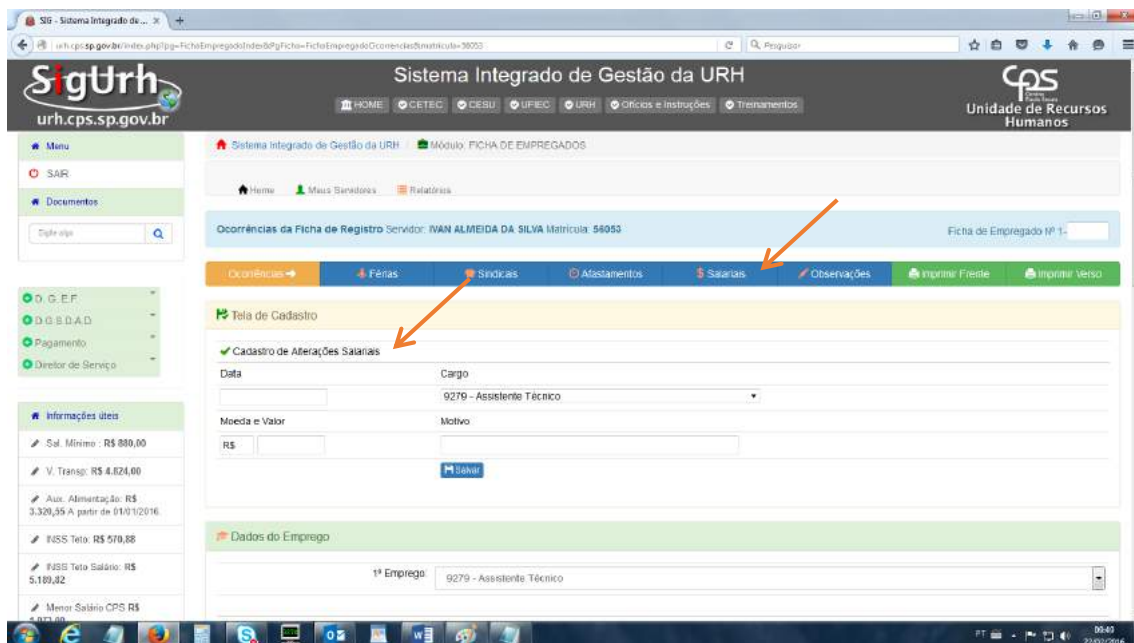 SIG - Sistema Integrado de... × +
Pesquisar
SigUrh
urh.cps.sp.gov.br
Sistema Integrado de Gestão da URH
HOME CETEC CESU UFIEC URH Ofícios e Instruções Treinamentos
CPS
Unidade de Recursos
Humanos
Menu
SAIR
Documentos
Digite algo
D. G. E.F.
D.G.S.D.A.D
Pagamento
Diretor de Serviço
Informações úteis
Sal. Mínimo : R$ 880,00
V. Transp: R$ 4.824,00
Aux. Alimentação: R$
3.320,55 A partir de 01/01/2016.
INSS Teto: R$ 570,88
INSS Teto Salário: R$
5.189,82
Menor Salário CPS R$
Sistema Integrado de Gestão da URH / Módulo: FICHA DE EMPREGADOS
Home Meus Servidores Relatórios
Ocorrências da Ficha de Registro Servidor: IVAN ALMEIDA DA SILVA Matrícula: 56053
Ficha de Empregado Nº 1-
Ocorrências Férias Sindicais Afastamentos $ Salariais Observações Imprimir Frente Imprimir Verso
Tela de Cadastro
Cadastro de Alterações Salariais
Data Cargo
9279 - Assistente Técnico
Moeda e Valor Motivo
R$
Salvar
Dados do Emprego
1º Emprego: 9279 - Assistente Técnico
PT
22/02/2016